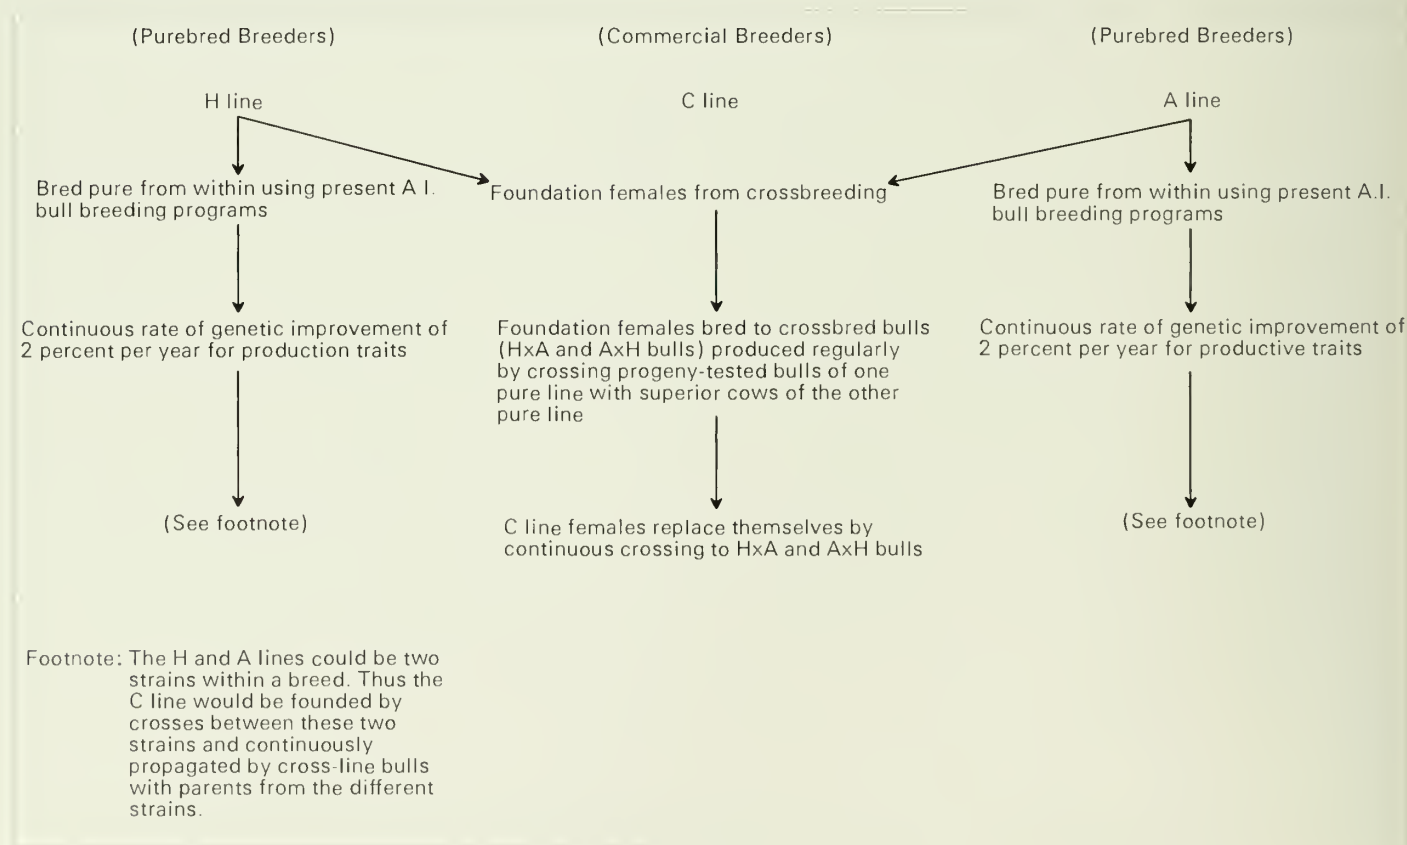 (Purebred Breeders)
(Commercial Breeders)
(Purebred Breeders)
H line
C line
A line
Bred pure from within using present A I.
bull breeding programs
Foundation females from crossbreeding
Bred pure from within using present A.I.
bull breeding programs
Continuous rate of genetic improvement of
2 percent per year for production traits
Foundation females bred to crossbred bulls
(HxA and AxH bulls) produced regularly
by crossing progeny-tested bulls of one
pure line with superior cows of the other
pure line
Continuous rate of genetic improvement of
2 percent per year for productive traits
(See footnote)
C line females replace themselves by
continuous crossing to HxA and AxH bulls
(See footnote)
Footnote: The H and A lines could be two
strains within a breed. Thus the
C line would be founded by
crosses between these two
strains and continuously
propagated by cross-line bulls
with parents from the different
strains.